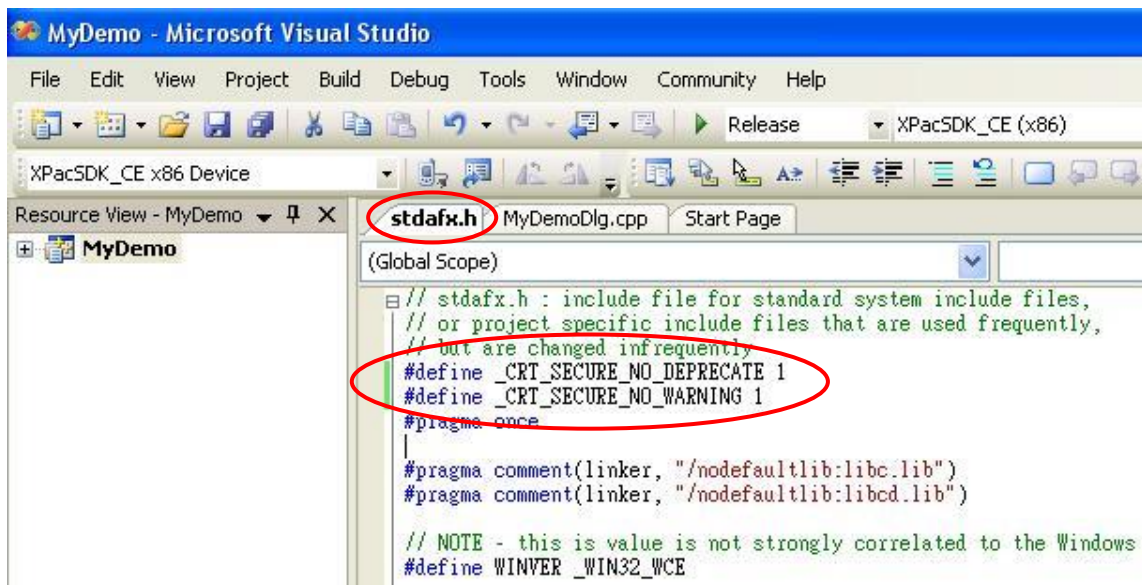 MyDemo - Microsoft Visual Studio
File Edit View Project Build Debug Tools Window Community Help
Release XPacSDK_CE (x86)
XPacSDK_CE x86 Device
Resource View - MyDemo
stdafx.h MyDemoDlg.cpp Start Page
MyDemo
(Global Scope)
// stdafx.h : include file for standard system include files,
// or project specific include files that are used frequently,
// but are changed infrequently
#define _CRT_SECURE_NO_DEPRECATE 1
#define _CRT_SECURE_NO_WARNING 1
#pragma once
#pragma comment(linker, "/nodefaultlib:libc.lib")
#pragma comment(linker, "/nodefaultlib:libcd.lib")
// NOTE - this is value is not strongly correlated to the Windows
#define WINVER _WIN32_WCE